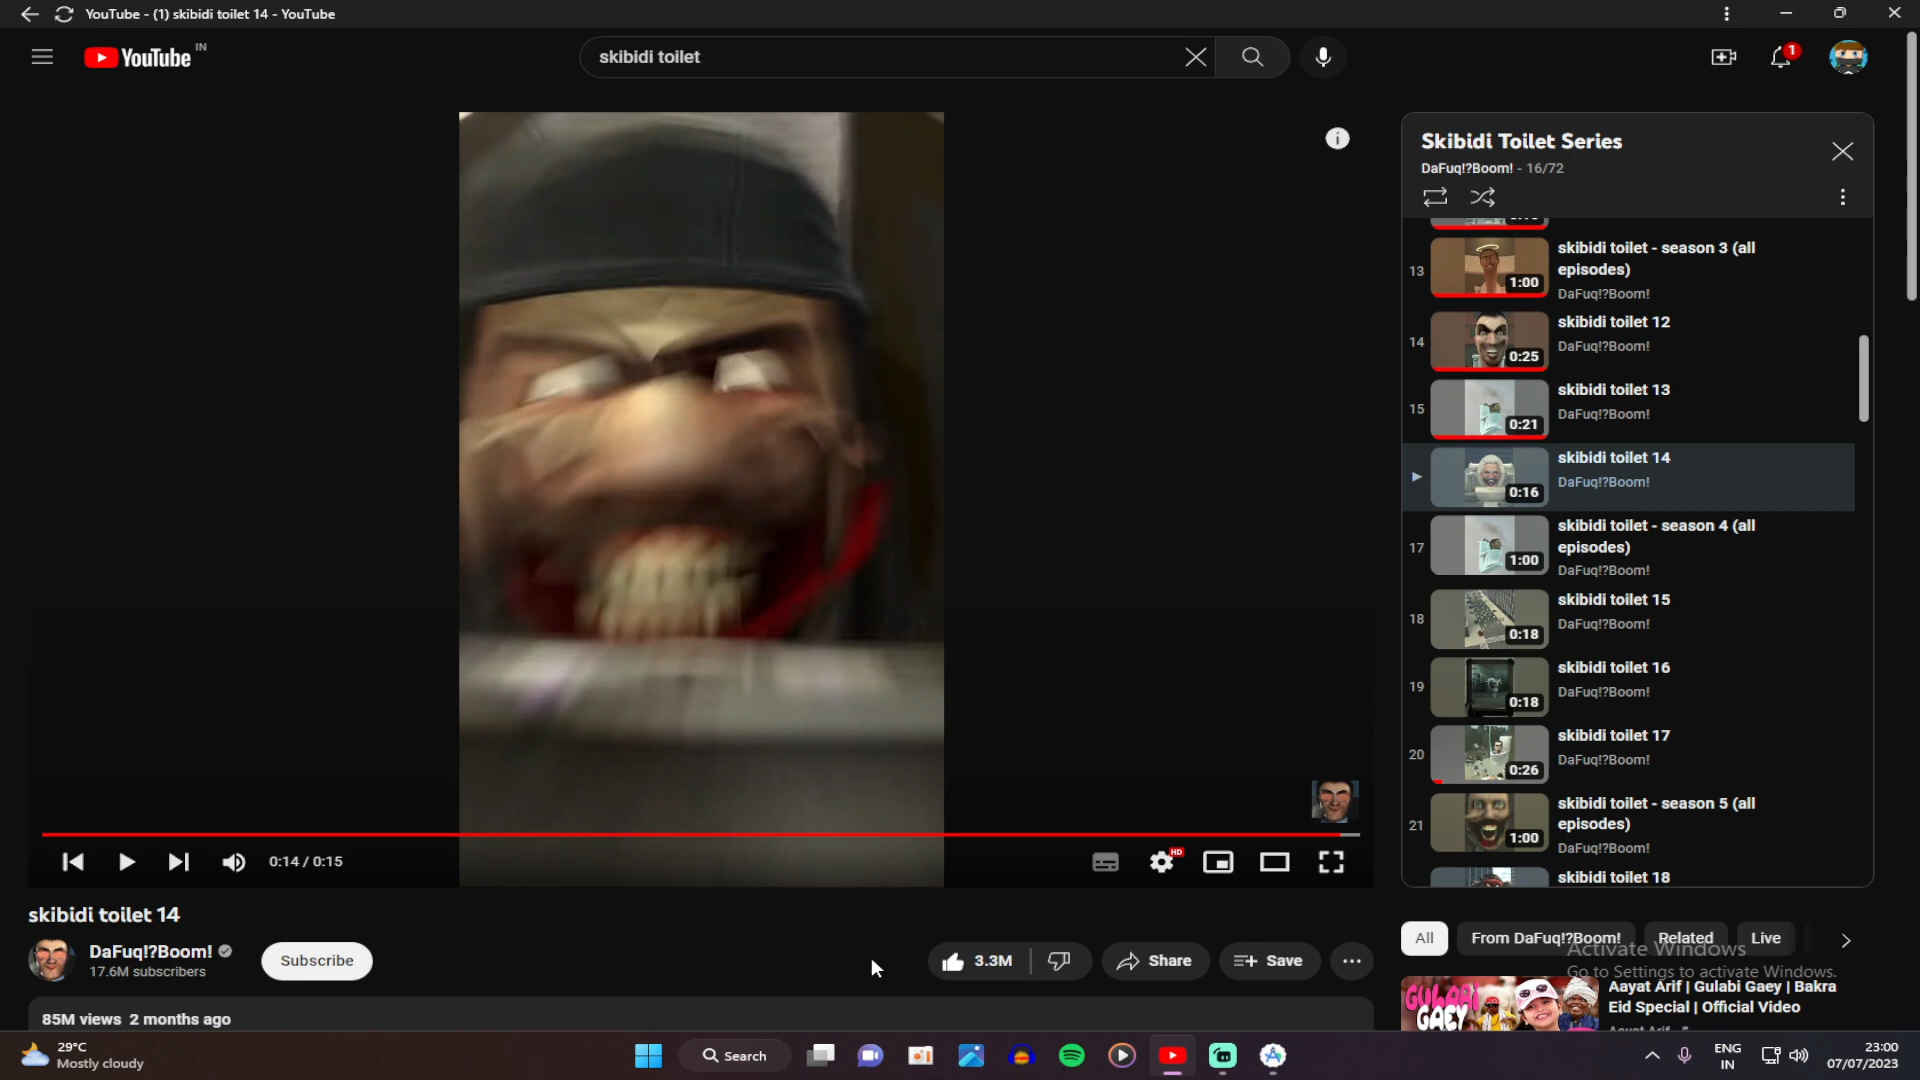 YouTube - (1) skibidi toilet 14 - YouTube
YouTube IN
skibidi toilet
1
Skibidi Toilet Series
DaFuq!?Boom! - 16/72
13
1:00
skibidi toilet - season 3 (all
episodes)
DaFuq!?Boom!
14
0:25
skibidi toilet 12
DaFuq!?Boom!
15
0:21
skibidi toilet 13
DaFuq!?Boom!
0:16
skibidi toilet 14
DaFuq!?Boom!
17
1:00
skibidi toilet - season 4 (all
episodes)
DaFuq!?Boom!
18
0:18
skibidi toilet 15
DaFuq!?Boom!
19
0:18
skibidi toilet 16
DaFuq!?Boom!
20
0:26
skibidi toilet 17
DaFuq!?Boom!
21
1:00
skibidi toilet - season 5 (all
episodes)
DaFuq!?Boom!
skibidi toilet 18
0:14 / 0:15
HD
skibidi toilet 14
DaFuq!?Boom!
17.6M subscribers
Subscribe
3.3M
Share
Save
85M views 2 months ago
All
From DaFuq!?Boom!
Related
Live
Activate Windows
Go to Settings to activate Windows.
GULABI
GAEY
Aayat Arif | Gulabi Gaey | Bakra
Eid Special | Official Video
29°C
Mostly cloudy
Search
ENG
IN
23:00
07/07/2023